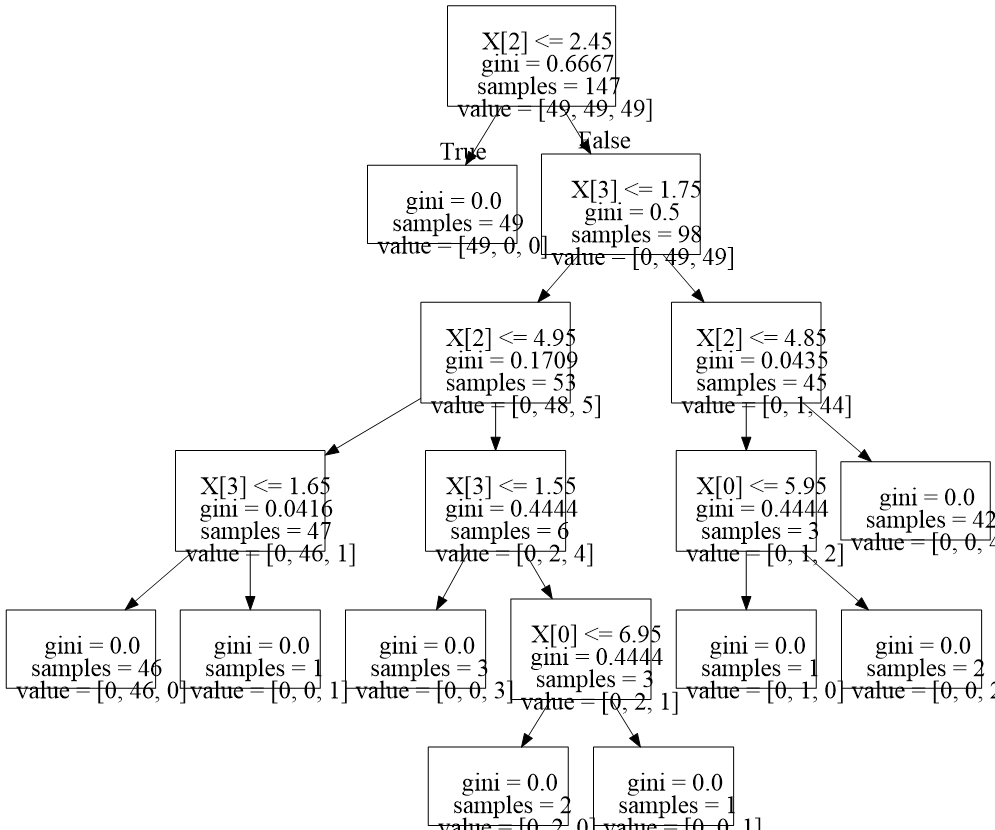 X[2] <= 2.45
gini = 0.6667
samples = 147
value = [49, 49, 49]
True
False
gini = 0.0
samples = 49
value = [49, 0, 0]
X[3] <= 1.75
gini = 0.5
samples = 98
value = [0, 49, 49]
X[2] <= 4.95
gini = 0.1709
samples = 53
value = [0, 48, 5]
X[2] <= 4.85
gini = 0.0435
samples = 45
value = [0, 1, 44]
X[3] <= 1.65
gini = 0.0416
samples = 47
value = [0, 46, 1]
X[3] <= 1.55
gini = 0.4444
samples = 6
value = [0, 2, 4]
X[0] <= 5.95
gini = 0.4444
samples = 3
value = [0, 1, 2]
gini = 0.0
samples = 42
value = [0, 0, 4
gini = 0.0
samples = 46
value = [0, 46, 0]
gini = 0.0
samples = 1
value = [0, 0, 1]
gini = 0.0
samples = 3
value = [0, 0, 3]
X[0] <= 6.95
gini = 0.4444
samples = 3
value = [0, 2, 1]
gini = 0.0
samples = 1
value = [0, 1, 0]
gini = 0.0
samples = 2
value = [0, 0, 2
gini = 0.0
samples = 2
value = [0, 2, 0]
gini = 0.0
samples = 1
value = [0, 0, 1]